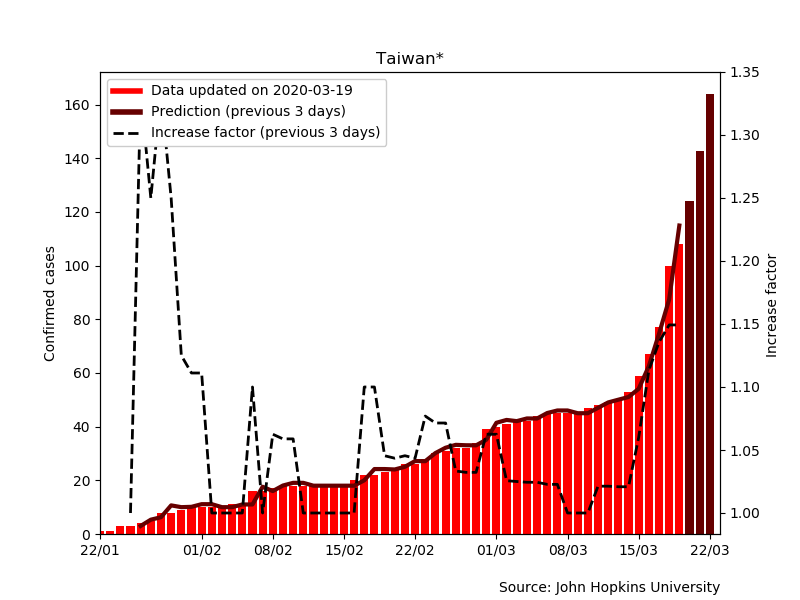 Taiwan*
Data updated on 2020-03-19
Prediction (previous 3 days)
Increase factor (previous 3 days)
Confirmed cases
160
140
120
100
80
60
40
20
0
1.35
1.30
1.25
1.20
1.15
1.10
1.05
1.00
Increase factor
22/01 01/02 08/02 15/02 22/02 01/03 08/03 15/03 22/03
Source: John Hopkins University